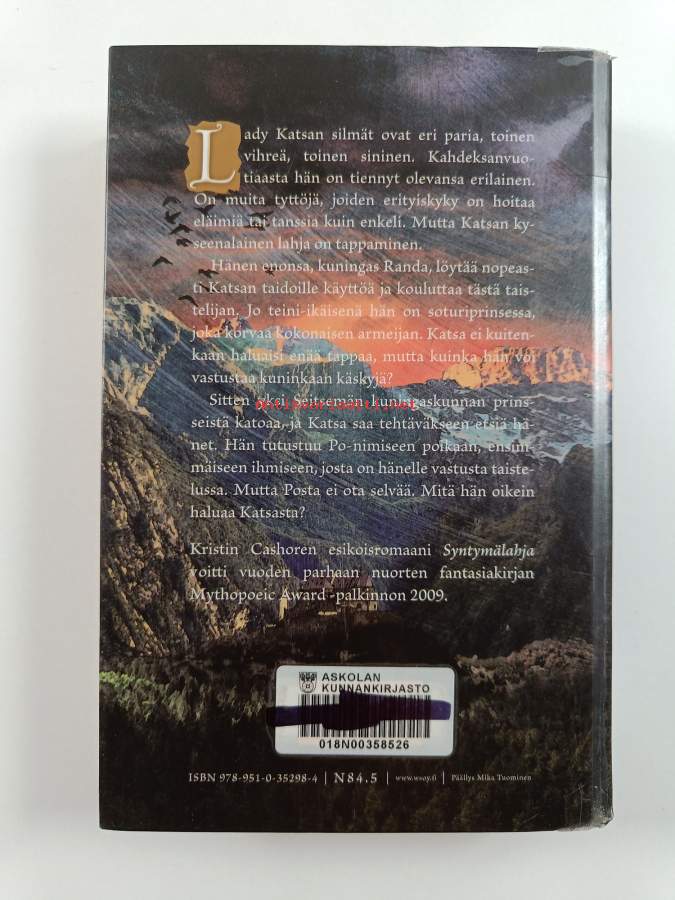 Lady Katsan silmät ovat eri paria, toinen
vihreä, toinen sininen. Kahdeksanvuo-
tiaasta hän on tiennyt olevansa erilainen.
On muita tyttöjä, joiden erityiskyky on hoitaa
eläimiä tai tanssia kuin enkeli. Mutta Katsan ky-
seenalainen lahja on tappaminen.
Hänen enonsa, kuningas Randa, löytää nopeas-
ti Katsan taidoille käyttöä ja kouluttaa tästä tais-
telijan. Jo teini-ikäisenä hän on soturiprinsessa,
joka korvaa kokonaisen armeijan. Katsa ei kuiten-
kaan haluaisi enää tappaa, mutta kuinka hän voi
vastustaa kuninkaan käskyjä?
Sitten yksi Seitsemän kuningaskunnan prins-
seistä katoaa, ja Katsa saa tehtäväkseen etsiä hä-
net. Hän tutustuu Po-nimiseen poikaan, ensim-
mäiseen ihmiseen, josta on hänelle vastusta taiste-
lussa. Mutta Posta ei ota selvää. Mitä hän oikein
haluaa Katsasta?
Kristin Cashoren esikoisromaani Syntymälahja
voitti vuoden parhaan nuorten fantasiakirjan
Mythopoeic Award -palkinnon 2009.
ASKOLAN
KUNNANKIRJASTO
018N00358526
ISBN 978-951-0-35298-4 | N84.5 | www.wsoy.fi | Päällys Mika Tuominen